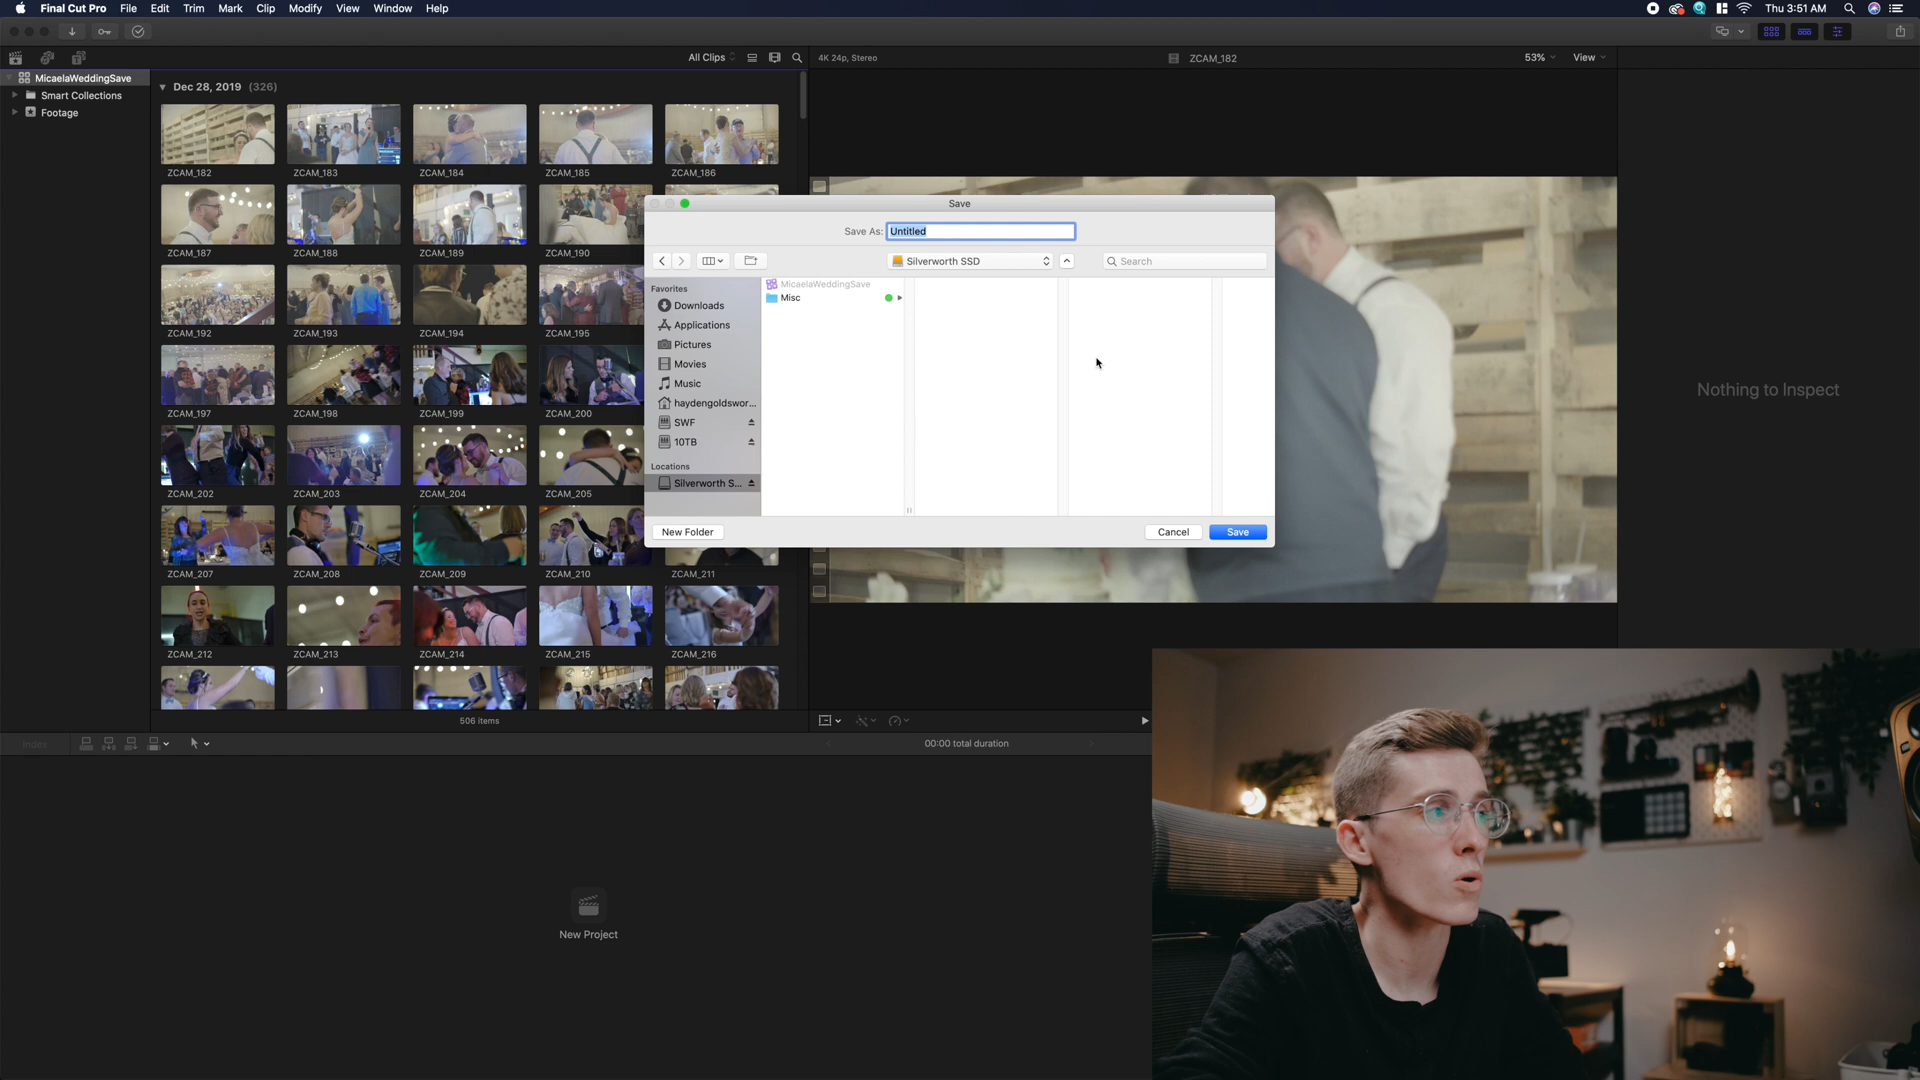 Final Cut Pro File Edit Trim Mark Clip Modify View Window Help Thu 3:51 AM
All Clips 4K 24p, Stereo ZCAM_182 53% View
MicaelaWeddingSave
Smart Collections
Footage
Dec 28, 2019 (326)
ZCAM_182 ZCAM_183 ZCAM_184 ZCAM_185 ZCAM_186
ZCAM_187 ZCAM_188 ZCAM_189 ZCAM_190
ZCAM_192 ZCAM_193 ZCAM_194 ZCAM_195
ZCAM_197 ZCAM_198 ZCAM_199 ZCAM_200
ZCAM_202 ZCAM_203 ZCAM_204 ZCAM_205
ZCAM_207 ZCAM_208 ZCAM_209 ZCAM_210 ZCAM_211
ZCAM_212 ZCAM_213 ZCAM_214 ZCAM_215 ZCAM_216
506 items
Save
Save As: Untitled
Silverworth SSD Search
Favorites
Downloads
Applications
Pictures
Movies
Music
haydengoldswor...
SWF
10TB
Locations
Silverworth S...
MicaelaWeddingSave
Misc
New Folder Cancel Save
Nothing to Inspect
Index 00:00 total duration
New Project